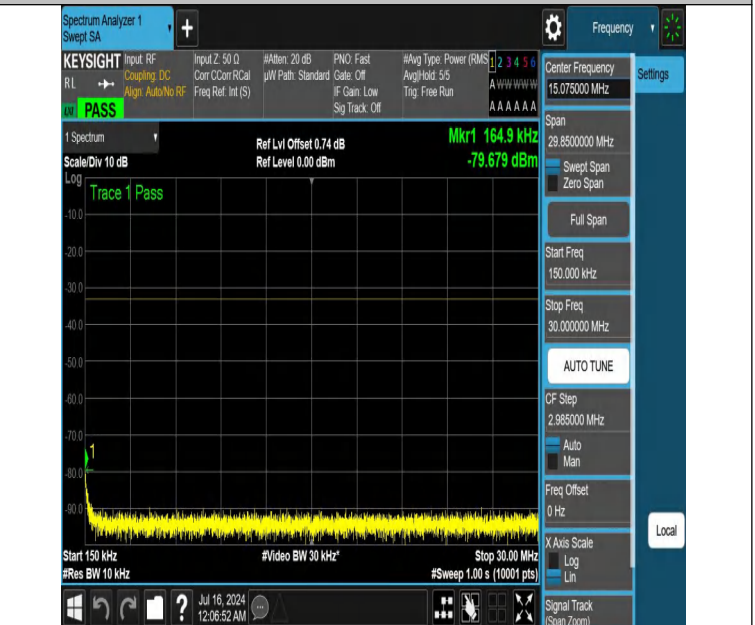 Spectrum Analyzer 1
Swept SA
+
Frequency
KEYSIGHT
RL
PASS
Input: RF
Coupling: DC
Align: Auto/No RF
Input Z: 50 Ω
Corr CCorr RCal
Freq Ref: Int (S)
#Atten: 20 dB
µW Path: Standard
PNO: Fast
Gate: Off
IF Gain: Low
Sig Track: Off
#Avg Type: Power (RMS
Avg|Hold: 5/5
Trig: Free Run
1 2 3 4 5 6
A W W W W W
A A A A A A
Center Frequency
15.075000 MHz
Settings
Span
29.8500000 MHz
Swept Span
Zero Span
Full Span
Start Freq
150.000 kHz
Stop Freq
30.000000 MHz
AUTO TUNE
CF Step
2.985000 MHz
Auto
Man
Freq Offset
0 Hz
X Axis Scale
Log
Lin
Signal Track
(Span Zoom)
Local
1 Spectrum
Scale/Div 10 dB
Ref Lvl Offset 0.74 dB
Ref Level 0.00 dBm
Mkr1 164.9 kHz
-79.679 dBm
Log
Trace 1 Pass
-10.0
-20.0
-30.0
-40.0
-50.0
-60.0
-70.0
1
-80.0
-90.0
Start 150 kHz
#Video BW 30 kHz*
Stop 30.00 MHz
#Res BW 10 kHz
#Sweep 1.00 s (10001 pts)
?
Jul 16, 2024
12:06:52 AM